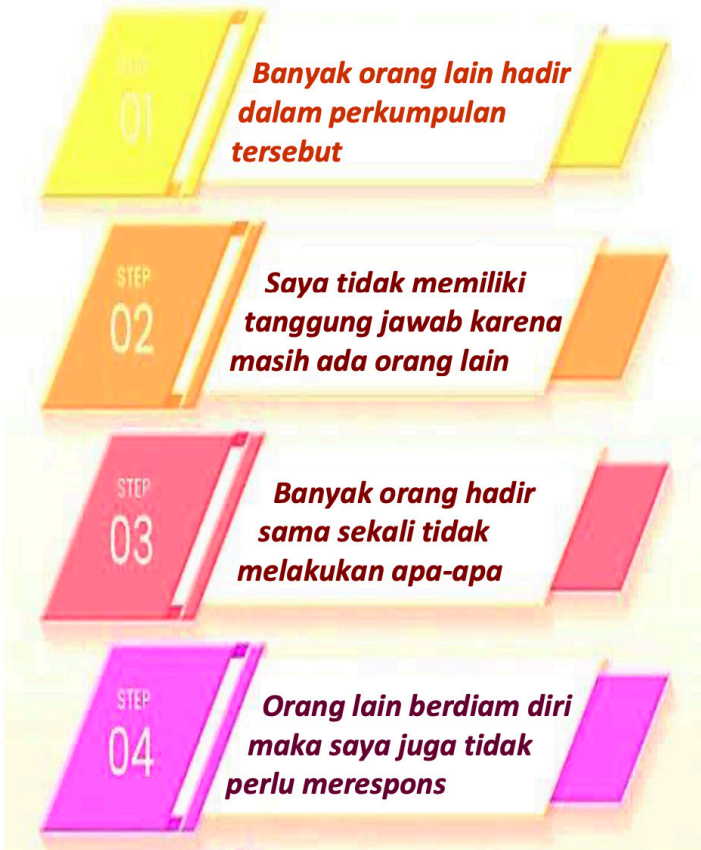 STEP
01
Banyak orang lain hadir
dalam perkumpulan
tersebut
STEP
02
Saya tidak memiliki
tanggung jawab karena
masih ada orang lain
STEP
03
Banyak orang hadir
sama sekali tidak
melakukan apa-apa
STEP
04
Orang lain berdiam diri
maka saya juga tidak
perlu merespons